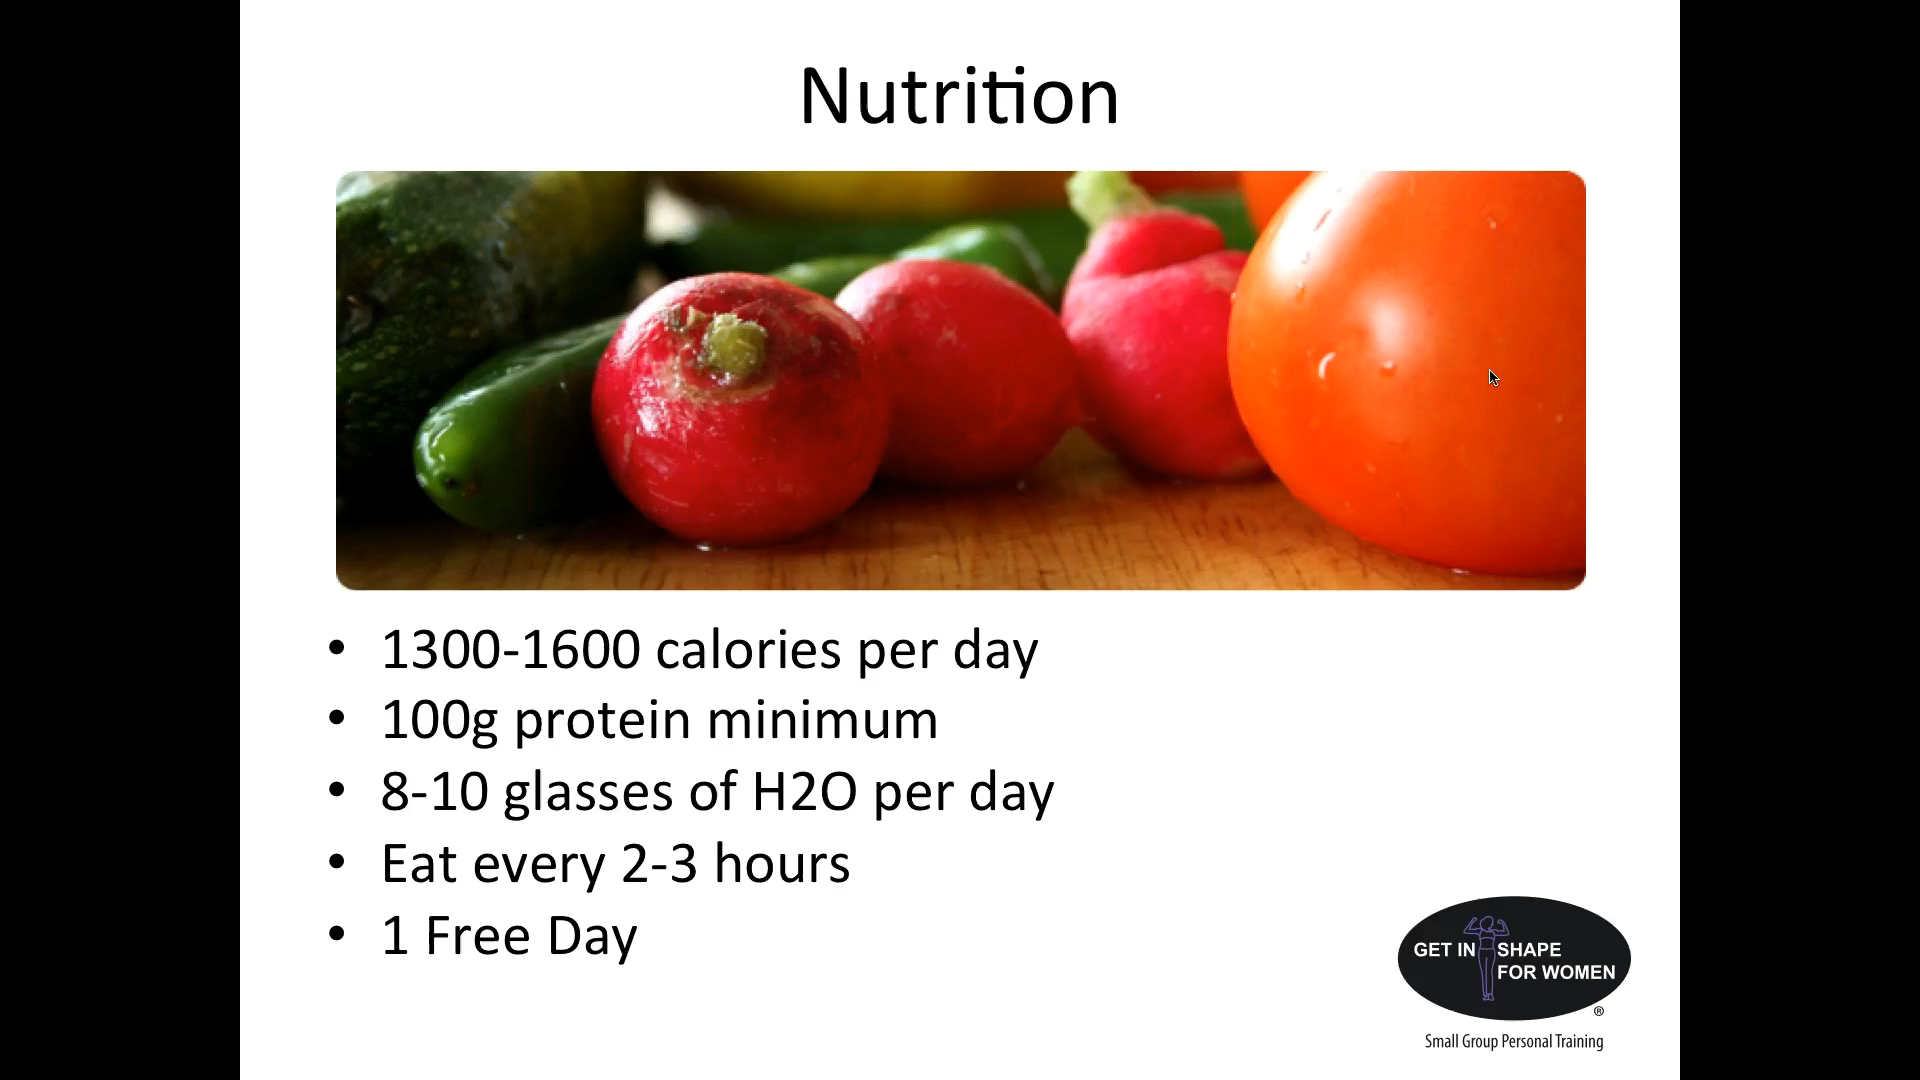 Nutrition
• 1300-1600 calories per day
• 100g protein minimum
• 8-10 glasses of H2O per day
• Eat every 2-3 hours
• 1 Free Day
GET IN SHAPE
FOR WOMEN
®
Small Group Personal Training